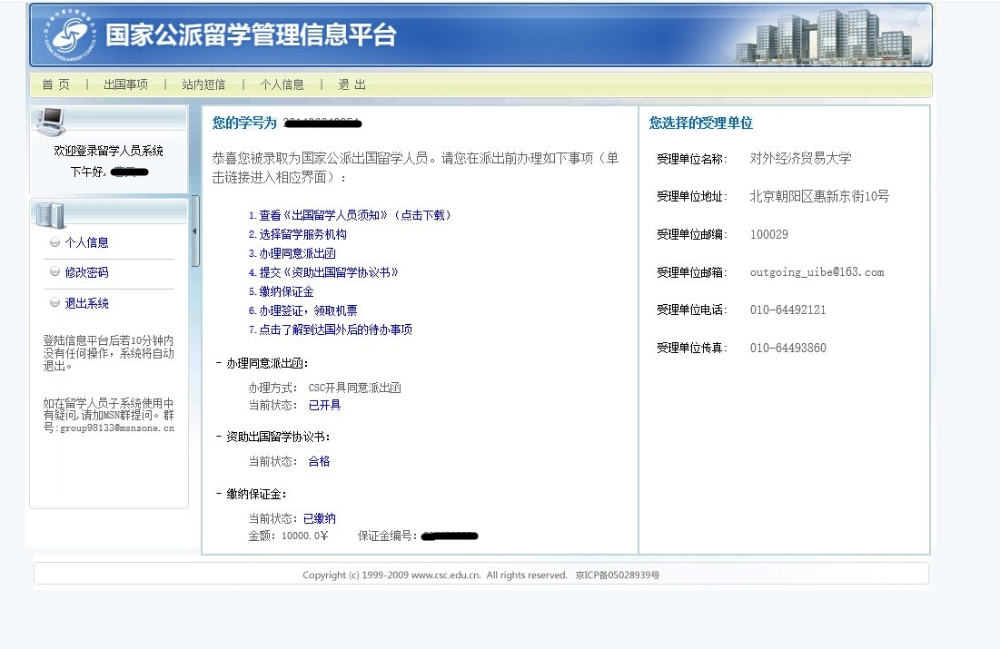 国家公派留学管理信息平台
首 页 | 出国事项 | 站内短信 | 个人信息 | 退 出
欢迎登录留学人员系统
下午好,
个人信息
修改密码
退出系统
登陆信息平台后若10分钟内
没有任何操作，系统将自动
退出。
如在留学人员子系统使用中
有疑问,请加MSN群提问。群
号:group98133@msnzone.cn
您的学号为
恭喜您被录取为国家公派出国留学人员。请您在派出前办理如下事项（单
击链接进入相应界面）：
1.查看《出国留学人员须知》（点击下载）
2.选择留学服务机构
3.办理同意派出函
4.提交《资助出国留学协议书》
5.缴纳保证金
6.办理签证，领取机票
7.点击了解到达国外后的待办事项
- 办理同意派出函：
办理方式： CSC开具同意派出函
当前状态： 已开具
- 资助出国留学协议书：
当前状态： 合格
- 缴纳保证金：
当前状态：已缴纳
金额：10000.0¥ 保证金编号：
您选择的受理单位
受理单位名称： 对外经济贸易大学
受理单位地址： 北京朝阳区惠新东街10号
受理单位邮编： 100029
受理单位邮箱： outgoing_uibe@163.com
受理单位电话： 010-64492121
受理单位传真： 010-64493860
Copyright (c) 1999-2009 www.csc.edu.cn. All rights reserved. 京ICP备05028939号